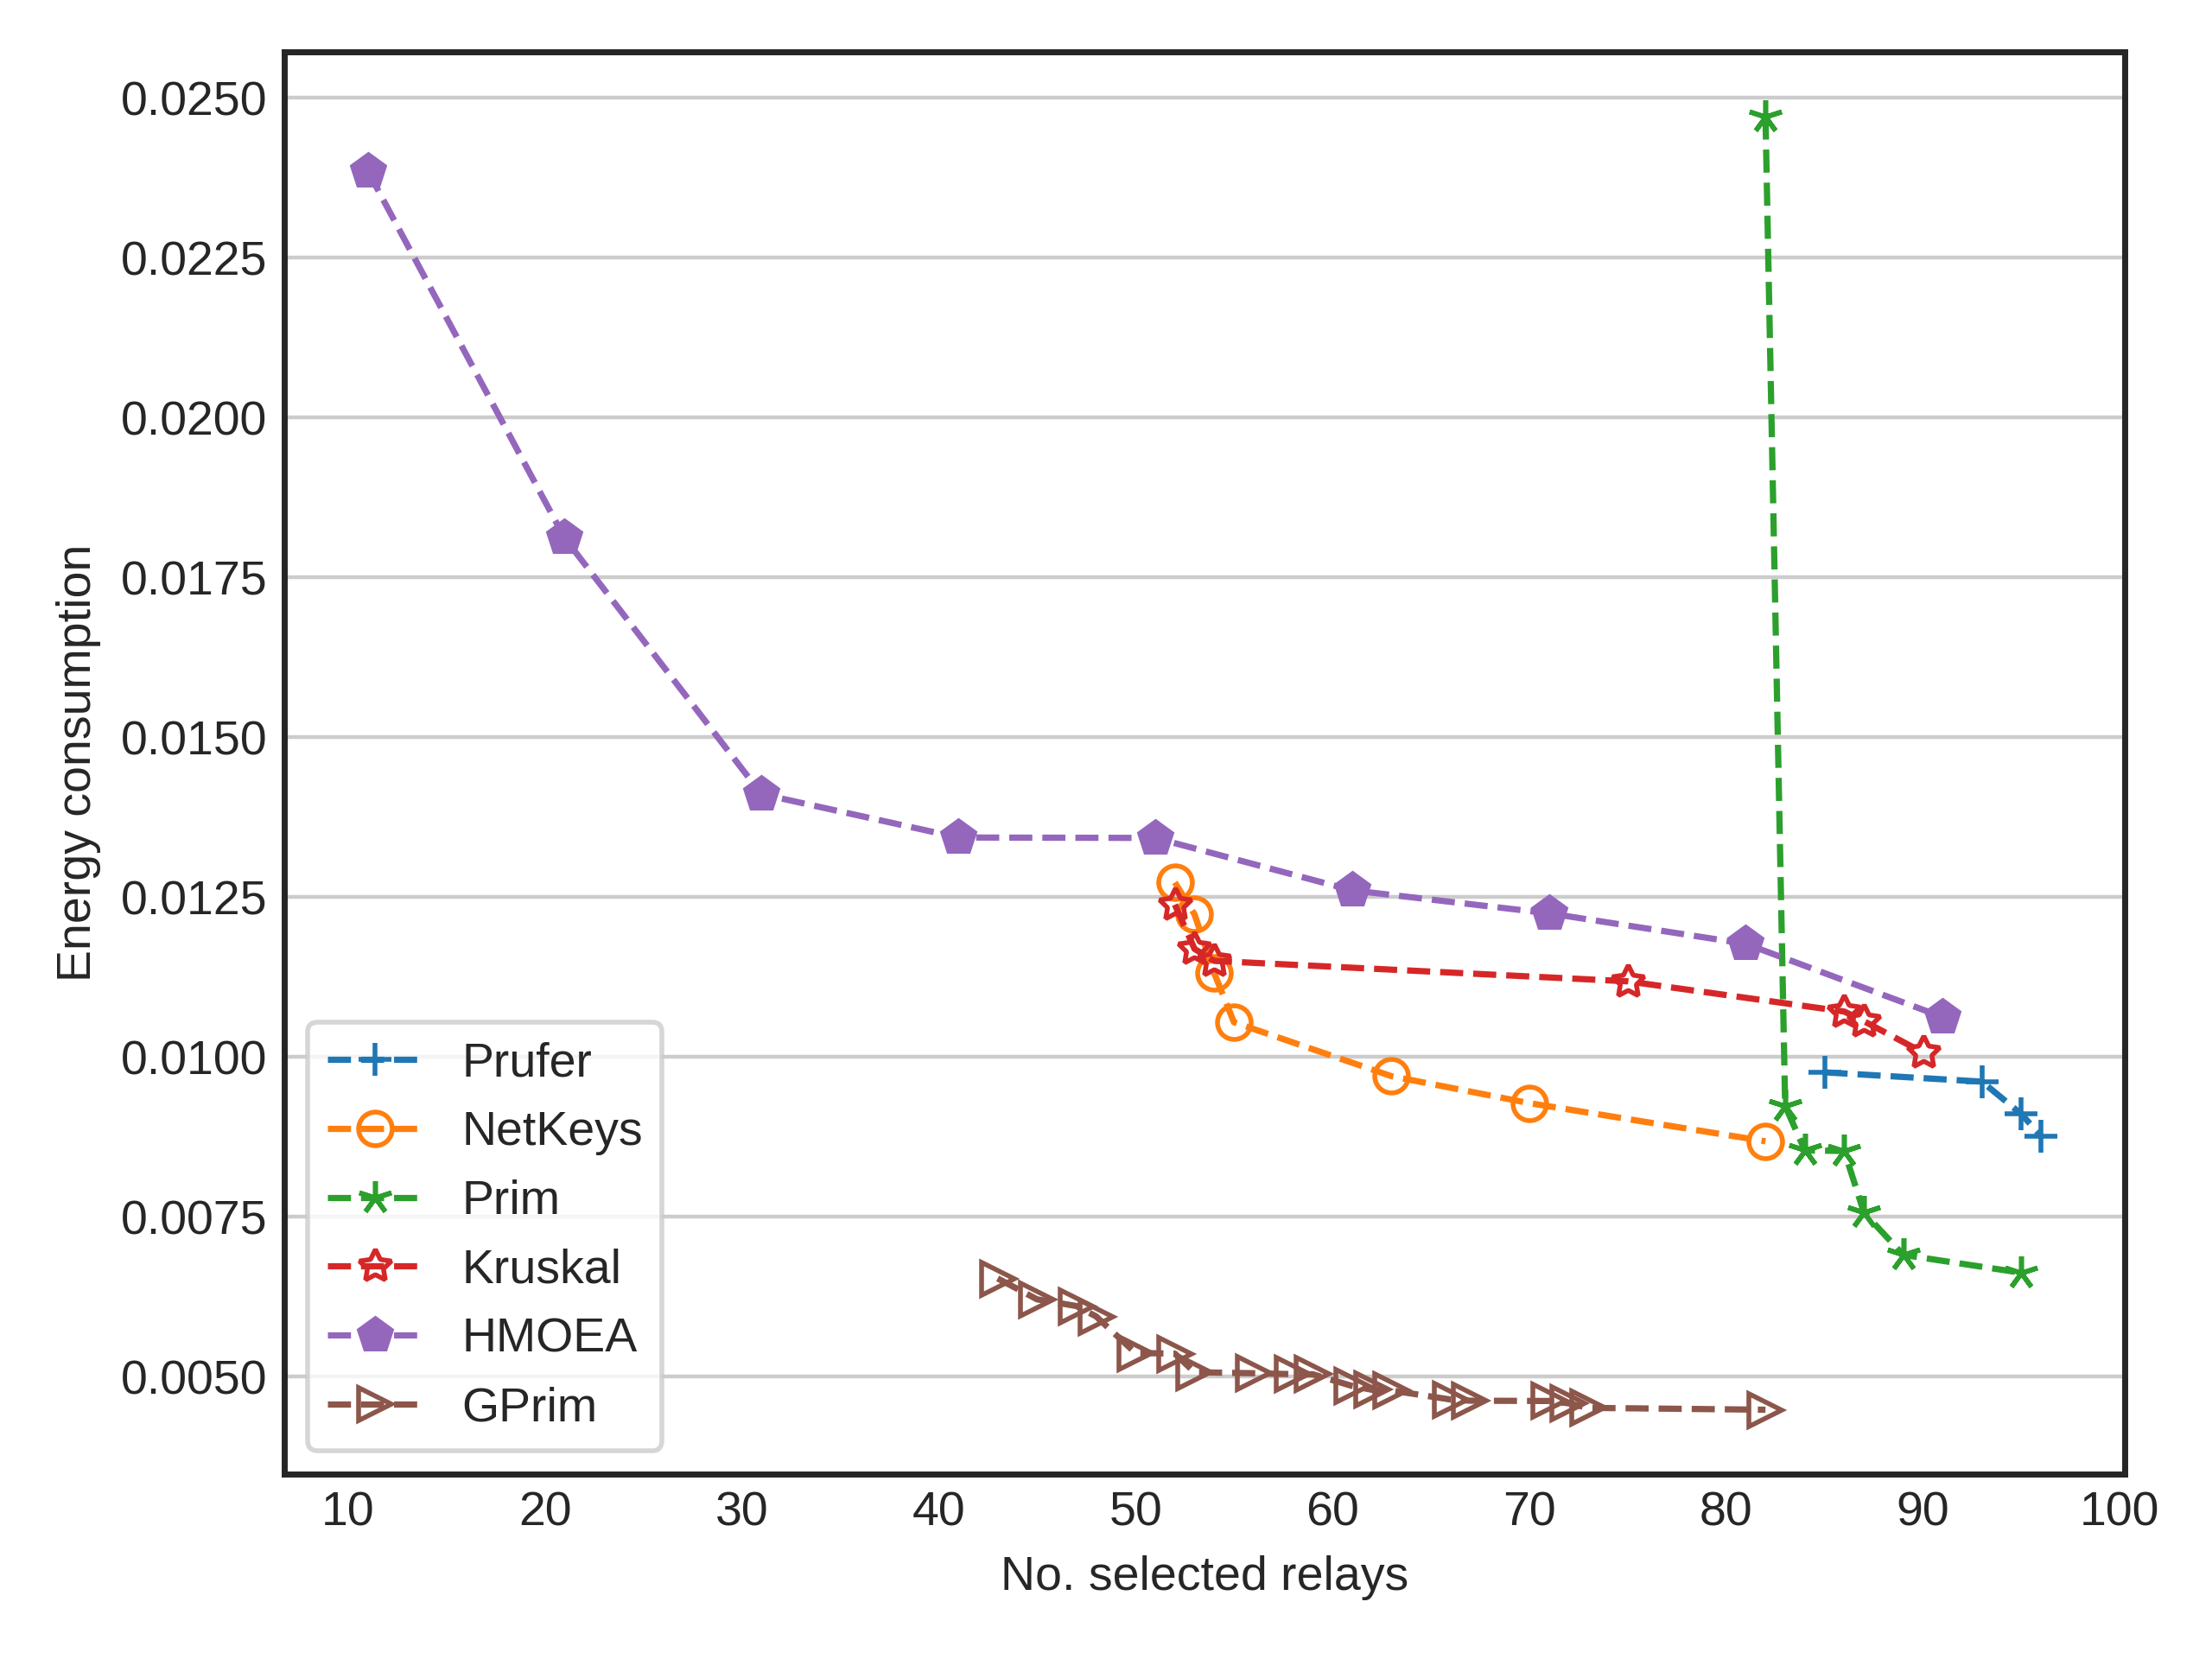 0.0250
0.0225
0.0200
0.0175
0.0150
0.0125
0.0100
0.0075
0.0050
Energy consumption
Prufer
NetKeys
Prim
Kruskal
HMOEA
GPrim
10 20 30 40 50 60 70 80 90 100
No. selected relays